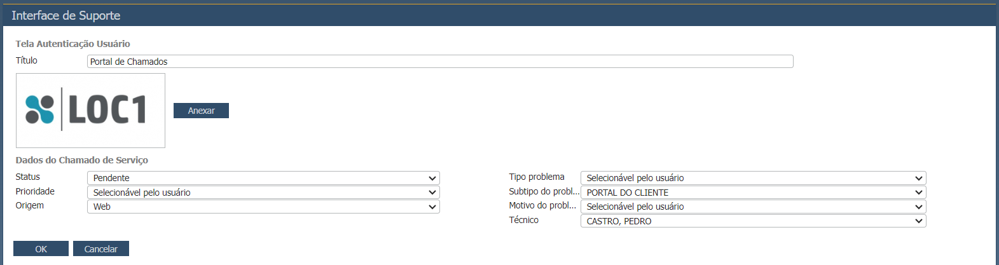 Interface de Suporte
Tela Autenticação Usuário
Título
Portal de Chamados
LOC1
Anexar
Dados do Chamado de Serviço
Status
Pendente
Prioridade
Selecionável pelo usuário
Origem
Web
Tipo problema
Selecionável pelo usuário
Subtipo do probl...
PORTAL DO CLIENTE
Motivo do probl...
Selecionável pelo usuário
Técnico
CASTRO, PEDRO
OK
Cancelar